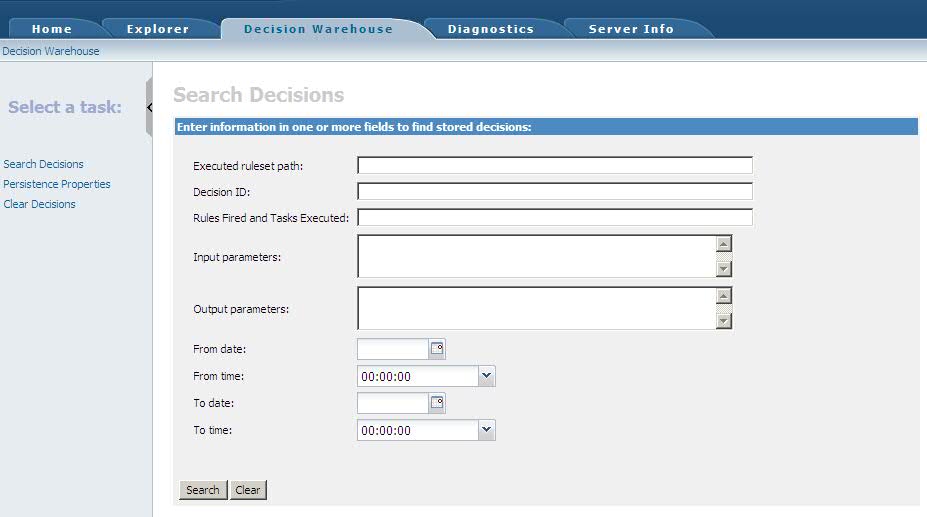 Home Explorer Decision Warehouse Diagnostics Server Info
Decision Warehouse
Select a task:
Search Decisions
Persistence Properties
Clear Decisions
Search Decisions
Enter information in one or more fields to find stored decisions:
Executed ruleset path:
Decision ID:
Rules Fired and Tasks Executed:
Input parameters:
Output parameters:
From date:
From time: 00:00:00
To date:
To time: 00:00:00
Search Clear